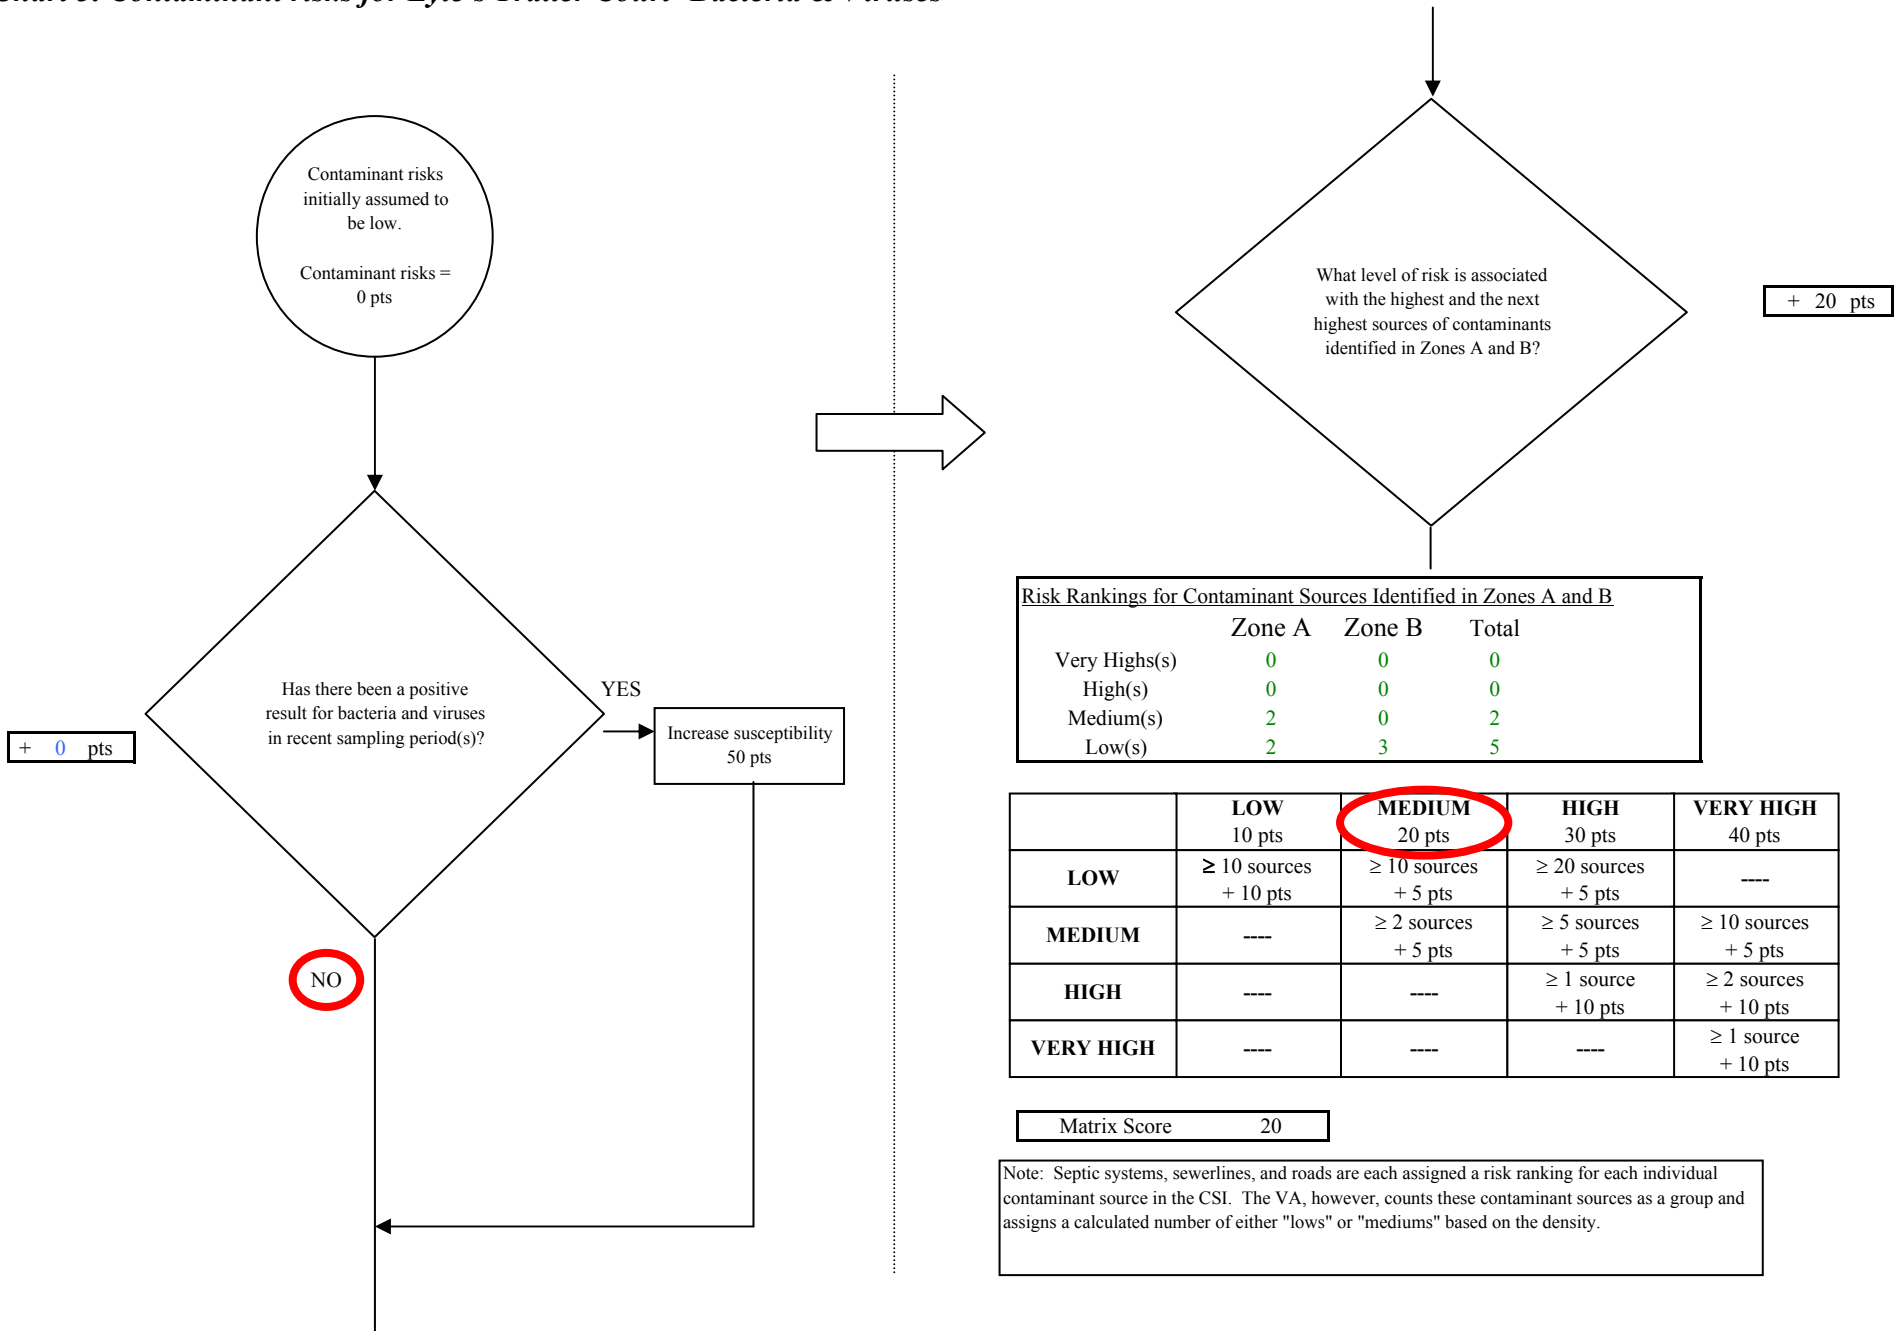 Contaminant risks
initially assumed to
be low.
Contaminant risks =
0 pts
Has there been a positive
result for bacteria and viruses
in recent sampling period(s)?
+ 0 pts
YES
Increase susceptibility
50 pts
NO
What level of risk is associated
with the highest and the next
highest sources of contaminants
identified in Zones A and B?
+ 20 pts
Risk Rankings for Contaminant Sources Identified in Zones A and B
Zone A Zone B Total
Very Highs(s) 0 0 0
High(s) 0 0 0
Medium(s) 2 0 2
Low(s) 2 3 5
LOW MEDIUM HIGH VERY HIGH
10 pts 20 pts 30 pts 40 pts
LOW ≥ 10 sources ≥ 10 sources ≥ 20 sources ----
+ 10 pts + 5 pts + 5 pts
MEDIUM ---- ≥ 2 sources ≥ 5 sources ≥ 10 sources
+ 5 pts + 5 pts + 5 pts
HIGH ---- ---- ≥ 1 source ≥ 2 sources
+ 10 pts + 10 pts
VERY HIGH ---- ---- ---- ≥ 1 source
+ 10 pts
Matrix Score 20
Note: Septic systems, sewerlines, and roads are each assigned a risk ranking for each individual
contaminant source in the CSI. The VA, however, counts these contaminant sources as a group and
assigns a calculated number of either "lows" or "mediums" based on the density.